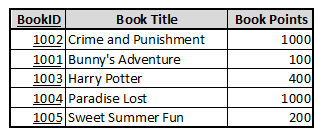 BookID Book Title Book Points
1002 Crime and Punishment 1000
1001 Bunny's Adventure 100
1003 Harry Potter 400
1004 Paradise Lost 1000
1005 Sweet Summer Fun 200